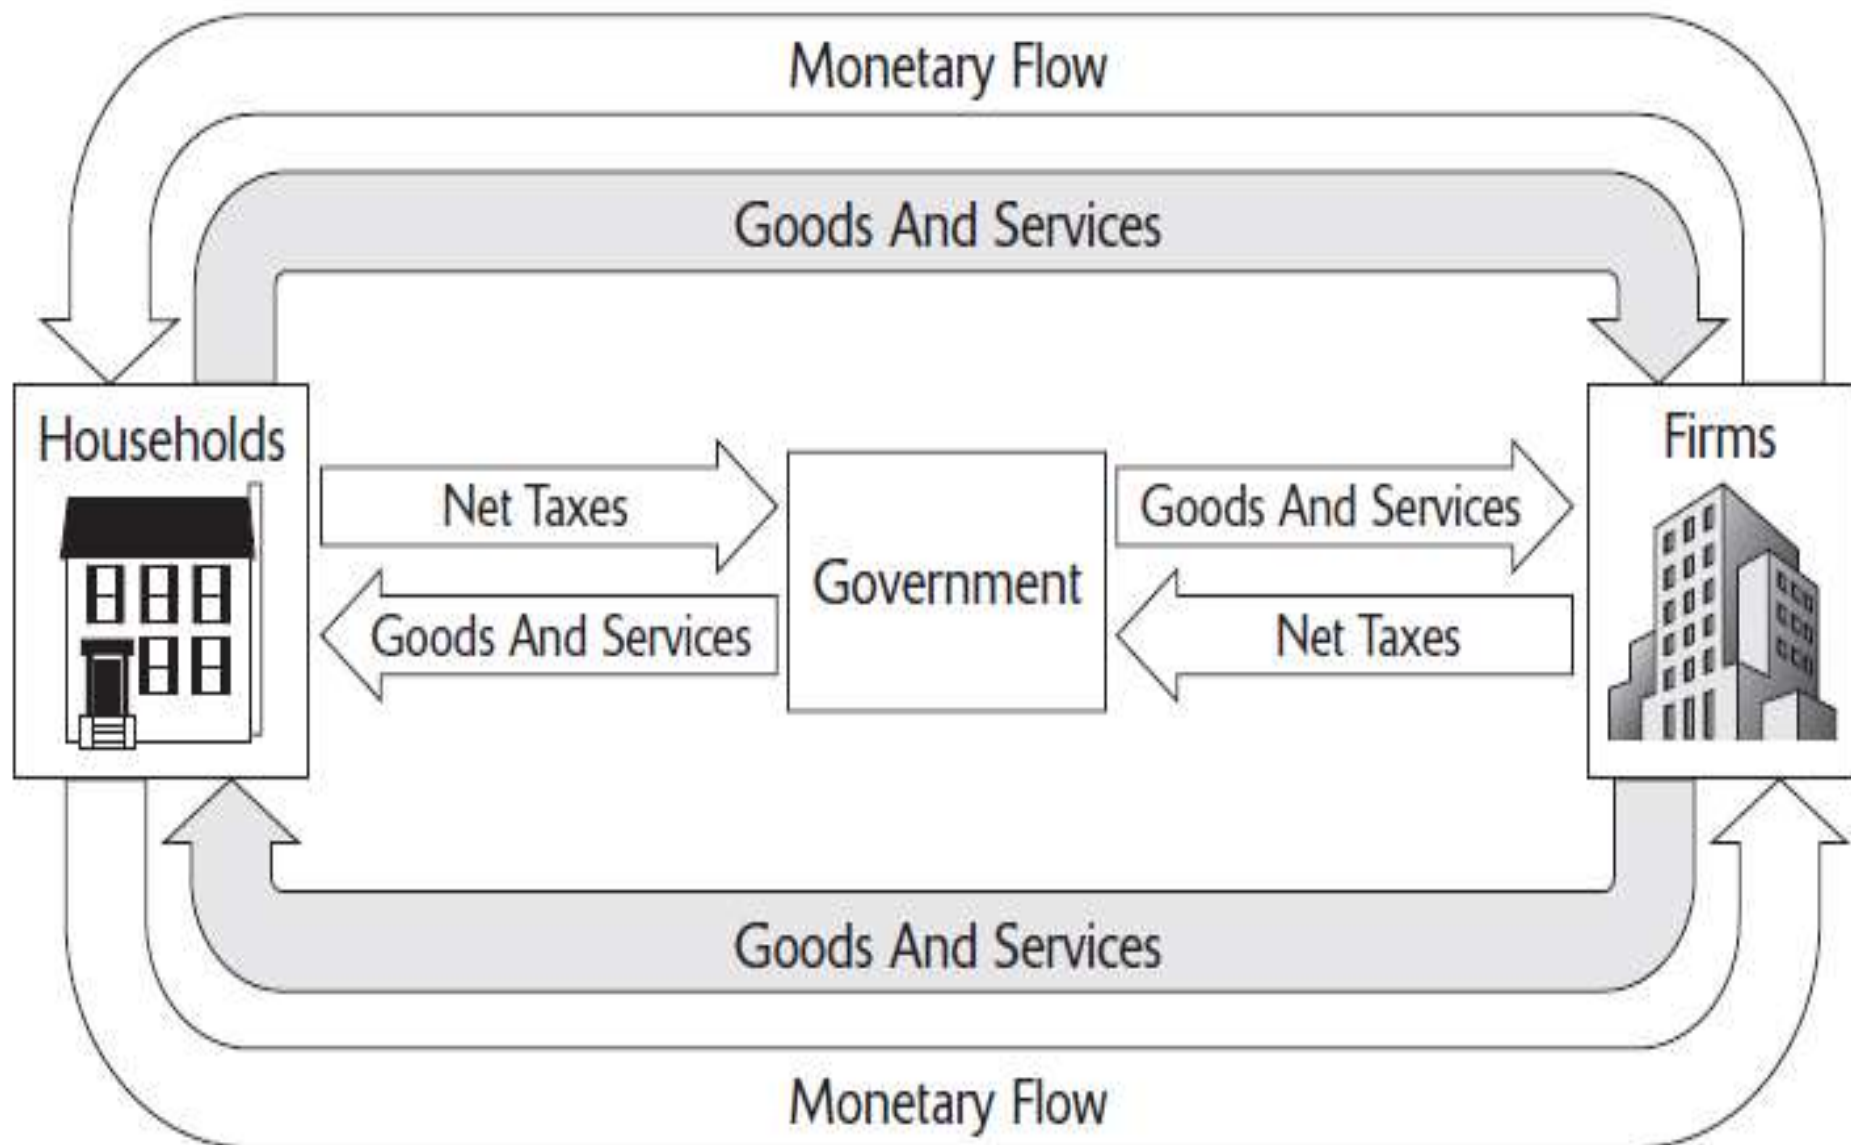 Monetary Flow
Goods And Services
Households
Firms
Net Taxes
Goods And Services
Government
Goods And Services
Net Taxes
Goods And Services
Monetary Flow